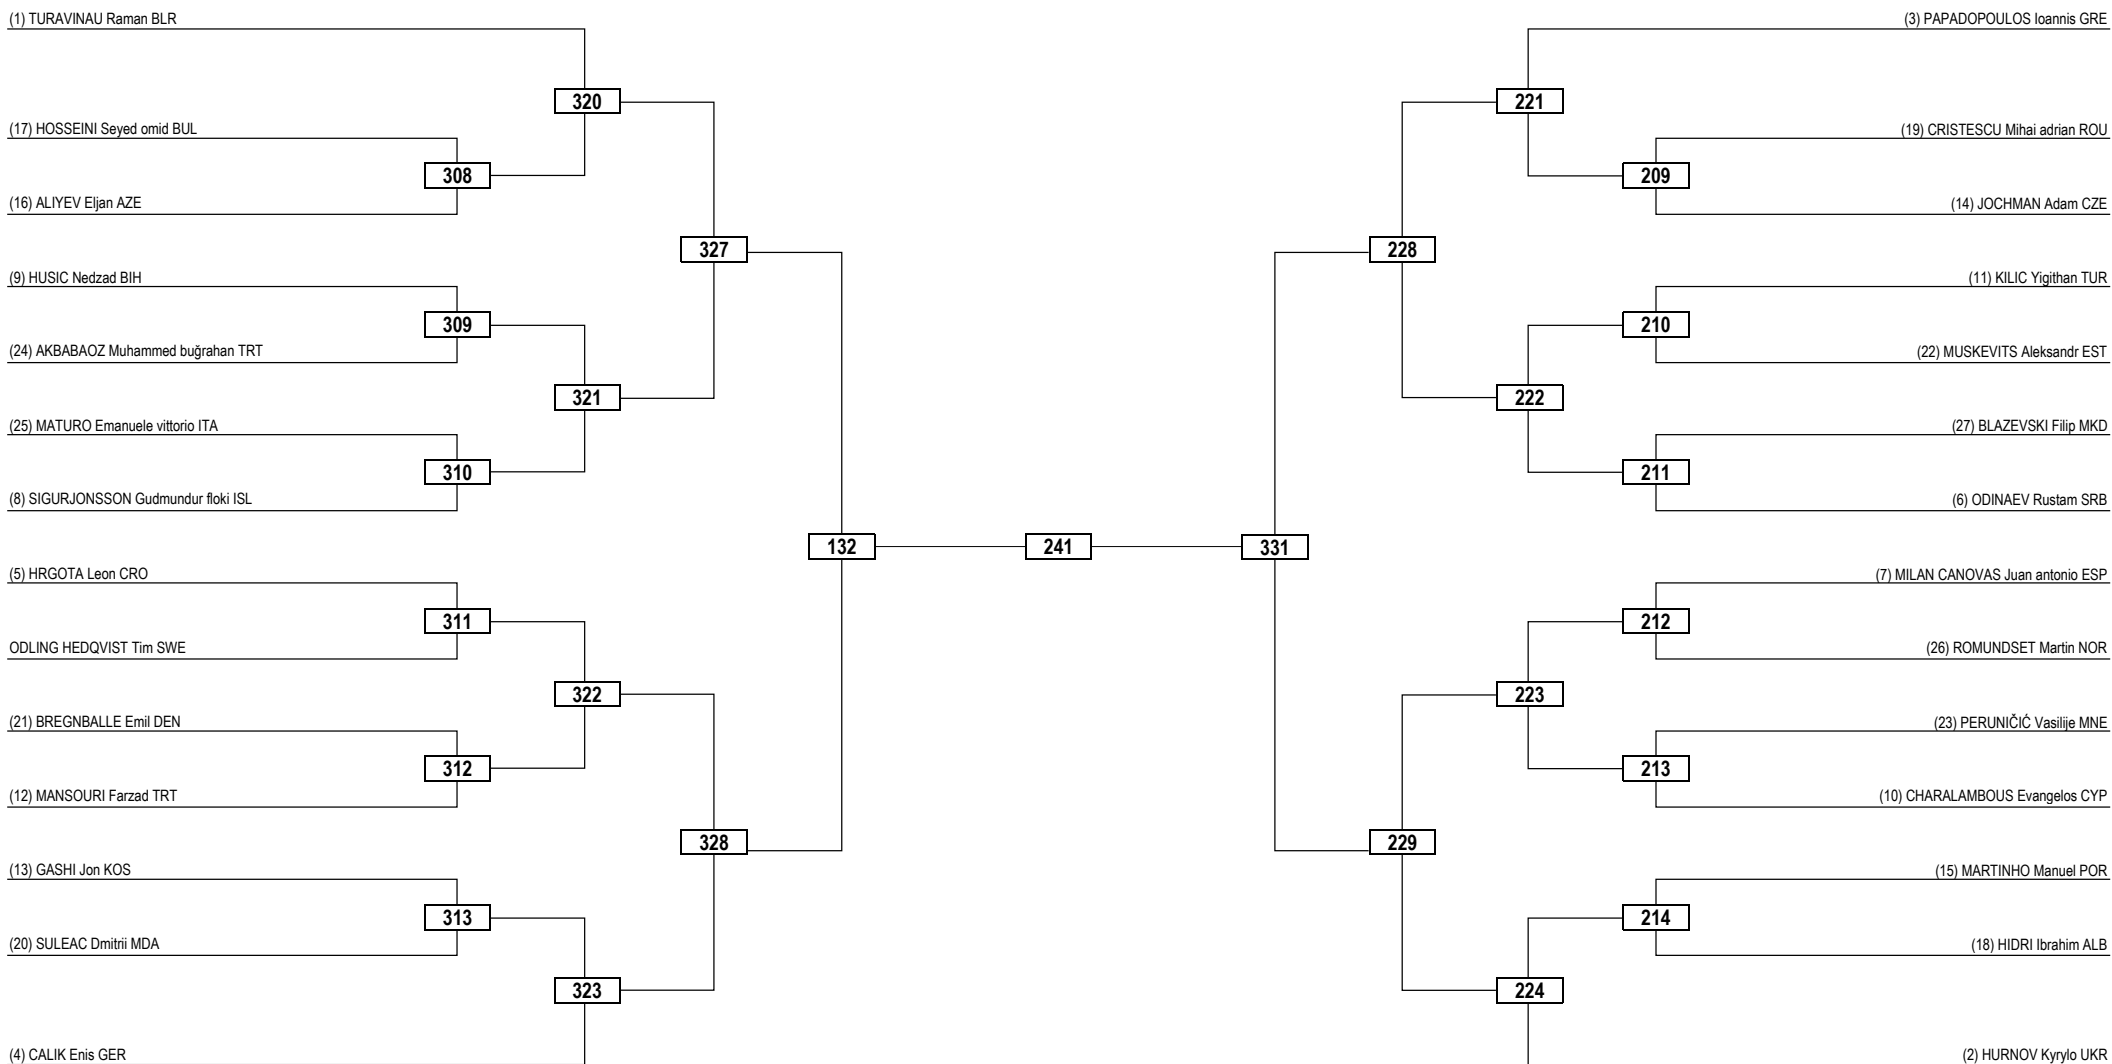 (1) TURAVINAU Raman BLR
(3) PAPADOPOULOS Ioannis GRE
320
221
(17) HOSSEINI Seyed omid BUL
(19) CRISTESCU Mihai adrian ROU
308
209
(16) ALIYEV Eljan AZE
(14) JOCHMAN Adam CZE
327
228
(9) HUSIC Nedzad BIH
(11) KILIC Yigithan TUR
309
210
(24) AKBABAOZ Muhammed buğrahan TRT
(22) MUSKEVITS Aleksandr EST
321
222
(25) MATURO Emanuele vittorio ITA
(27) BLAZEVSKI Filip MKD
310
211
(8) SIGURJONSSON Gudmundur floki ISL
(6) ODINAEV Rustam SRB
132
241
331
(5) HRGOTA Leon CRO
(7) MILAN CANOVAS Juan antonio ESP
311
212
ODLING HEDQVIST Tim SWE
(26) ROMUNDSET Martin NOR
322
223
(21) BREGNBALLE Emil DEN
(23) PERUNIČIĆ Vasilije MNE
312
213
(12) MANSOURI Farzad TRT
(10) CHARALAMBOUS Evangelos CYP
328
229
(13) GASHI Jon KOS
(15) MARTINHO Manuel POR
313
214
(20) SULEAC Dmitrii MDA
(18) HIDRI Ibrahim ALB
323
224
(4) CALIK Enis GER
(2) HURNOV Kyrylo UKR